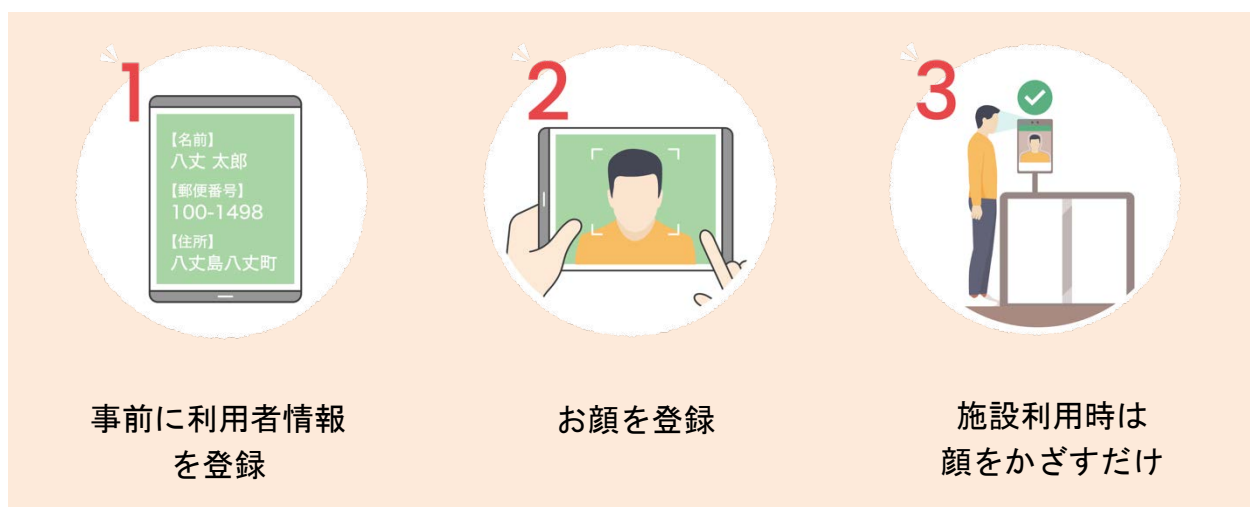 1
【名前】
八丈 太郎
【郵便番号】
100-1498
【住所】
八丈島八丈町
事前に利用者情報
を登録
2
お顔を登録
3
施設利用時は
顔をかざすだけ